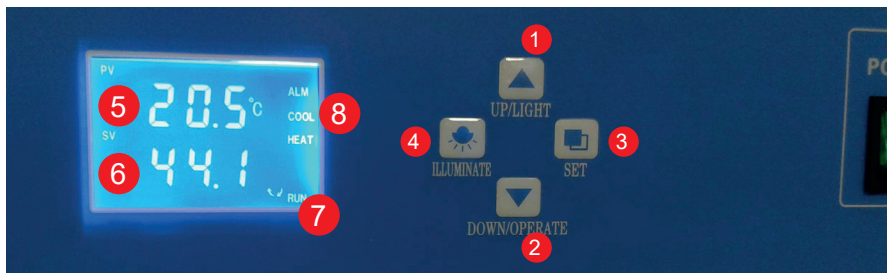 1
PV
ALM
5
20.5°C
COOL
8
UP/LIGHT
SV
HEAT
4
3
6
44.1
ILLUMINATE
SET
RUN
7
DOWN/OPERATE
2